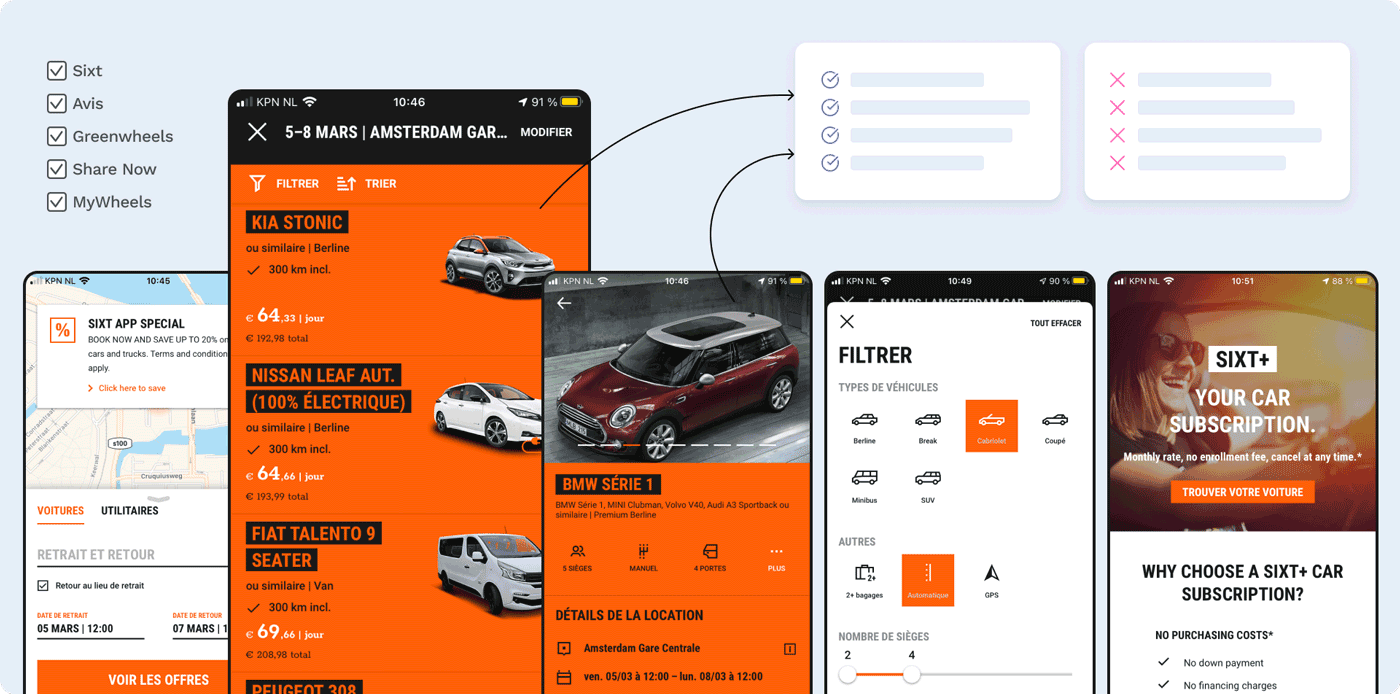 Sixt
Avis
Greenwheels
Share Now
MyWheels
KPN NL
10:45
%
SIXT APP SPECIAL
BOOK NOW AND SAVE UP TO 20% on
cars and trucks. Terms and condition
apply.
Click here to save
s100
Cruquiusweg
VOITURES UTILITAIRES
RETRAIT ET RETOUR
Retour au lieu de retrait
DATE DE RETRAIT DATE DE RETOUR
05 MARS | 12:00 07 MARS | 1
VOIR LES OFFRES
KPN NL 10:46 91 %
5–8 MARS | AMSTERDAM GAR... MODIFIER
FILTRER TRIER
KIA STONIC
ou similaire | Berline
300 km incl.
€ 64,33 | jour
€ 192,98 total
NISSAN LEAF AUT.
(100% ÉLECTRIQUE)
ou similaire | Berline
300 km incl.
€ 64,66 | jour
€ 193,99 total
FIAT TALENTO 9
SEATER
ou similaire | Van
300 km incl.
€ 69,66 | jour
€ 208,98 total
PEUGEOT 308
KPN NL 10:46 91 %
BMW SÉRIE 1
BMW Série 1, MINI Clubman, Volvo V40, Audi A3 Sportback ou
similaire | Premium Berline
5 SIÈGES MANUEL 4 PORTES PLUS
DÉTAILS DE LA LOCATION
Amsterdam Gare Centrale
ven. 05/03 à 12:00 – lun. 08/03 à 12:00
KPN NL 10:49 90 %
5–8 MARS | AMSTERDAM GAR... MODIFIER
TOUT EFFACER
FILTRER
TYPES DE VÉHICULES
Berline Break Cabriolet Coupé
Minibus SUV
AUTRES
2+
2+ bagages Automatique GPS
NOMBRE DE SIÈGES
2 4
KPN NL 10:51 88 %
SIXT+
YOUR CAR
SUBSCRIPTION.
Monthly rate, no enrollment fee, cancel at any time.*
TROUVER VOTRE VOITURE
WHY CHOOSE A SIXT+ CAR
SUBSCRIPTION?
NO PURCHASING COSTS*
No down payment
No financing charges